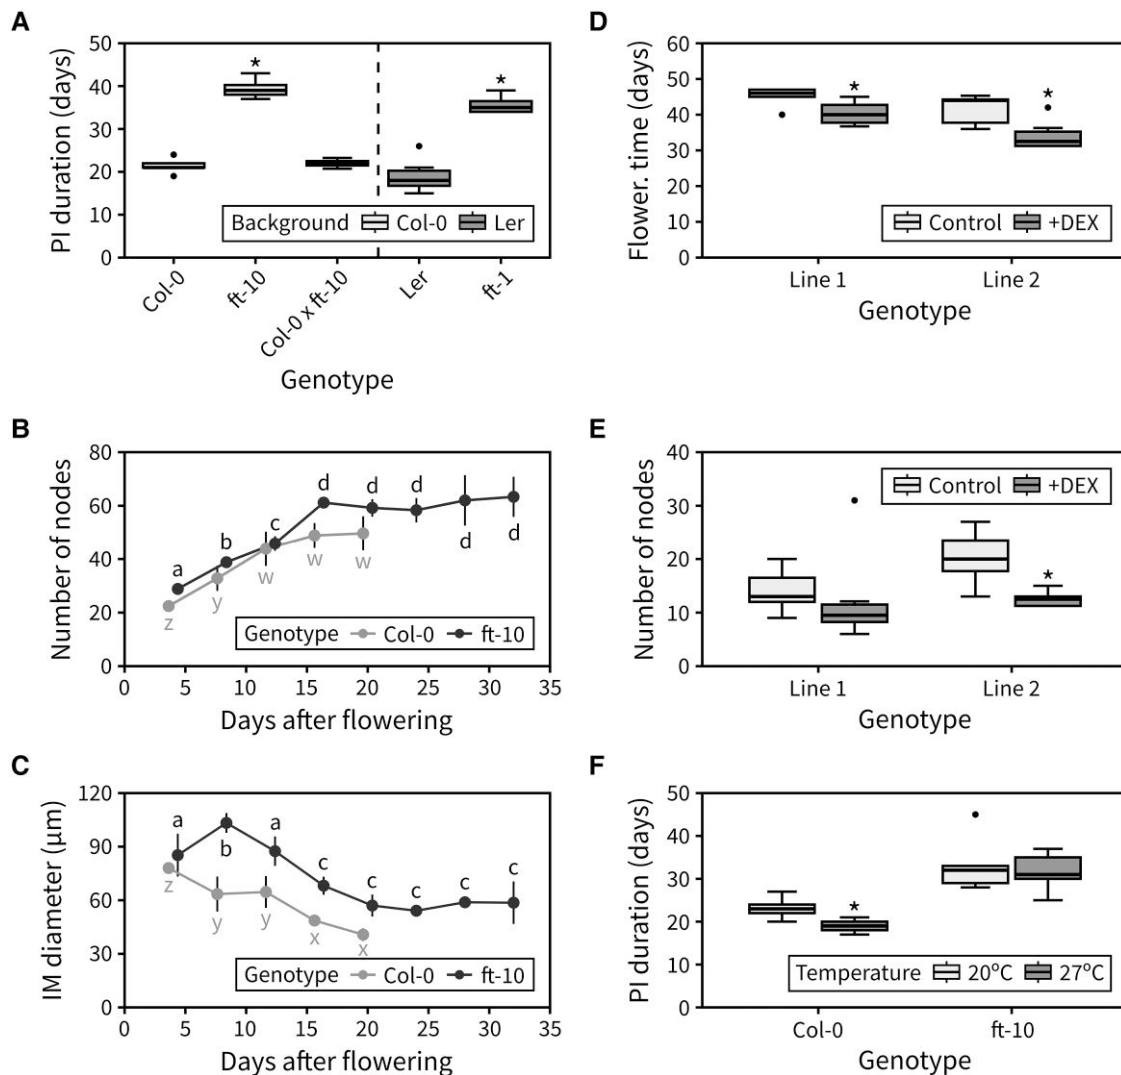 A
PI duration (days)
50
40
30
20
10
0
*
*
Background Col-0 Ler
Col-0
ft-10
Col-0 x ft-10
Ler
ft-1
Genotype
B
Number of nodes
80
60
40
20
0
a
b
c
d
d
d
d
d
z
y
w
w
w
Genotype Col-0 ft-10
0 5 10 15 20 25 30 35
Days after flowering
C
IM diameter (µm)
120
90
60
30
0
a
b
a
c
c
c
c
c
z
y
y
x
x
Genotype Col-0 ft-10
0 5 10 15 20 25 30 35
Days after flowering
D
Flower. time (days)
60
50
40
30
20
10
0
*
*
Control +DEX
Line 1 Line 2
Genotype
E
Number of nodes
40
30
20
10
0
Control +DEX
*
Line 1 Line 2
Genotype
F
PI duration (days)
50
40
30
20
10
0
*
Temperature 20°C 27°C
Col-0 ft-10
Genotype